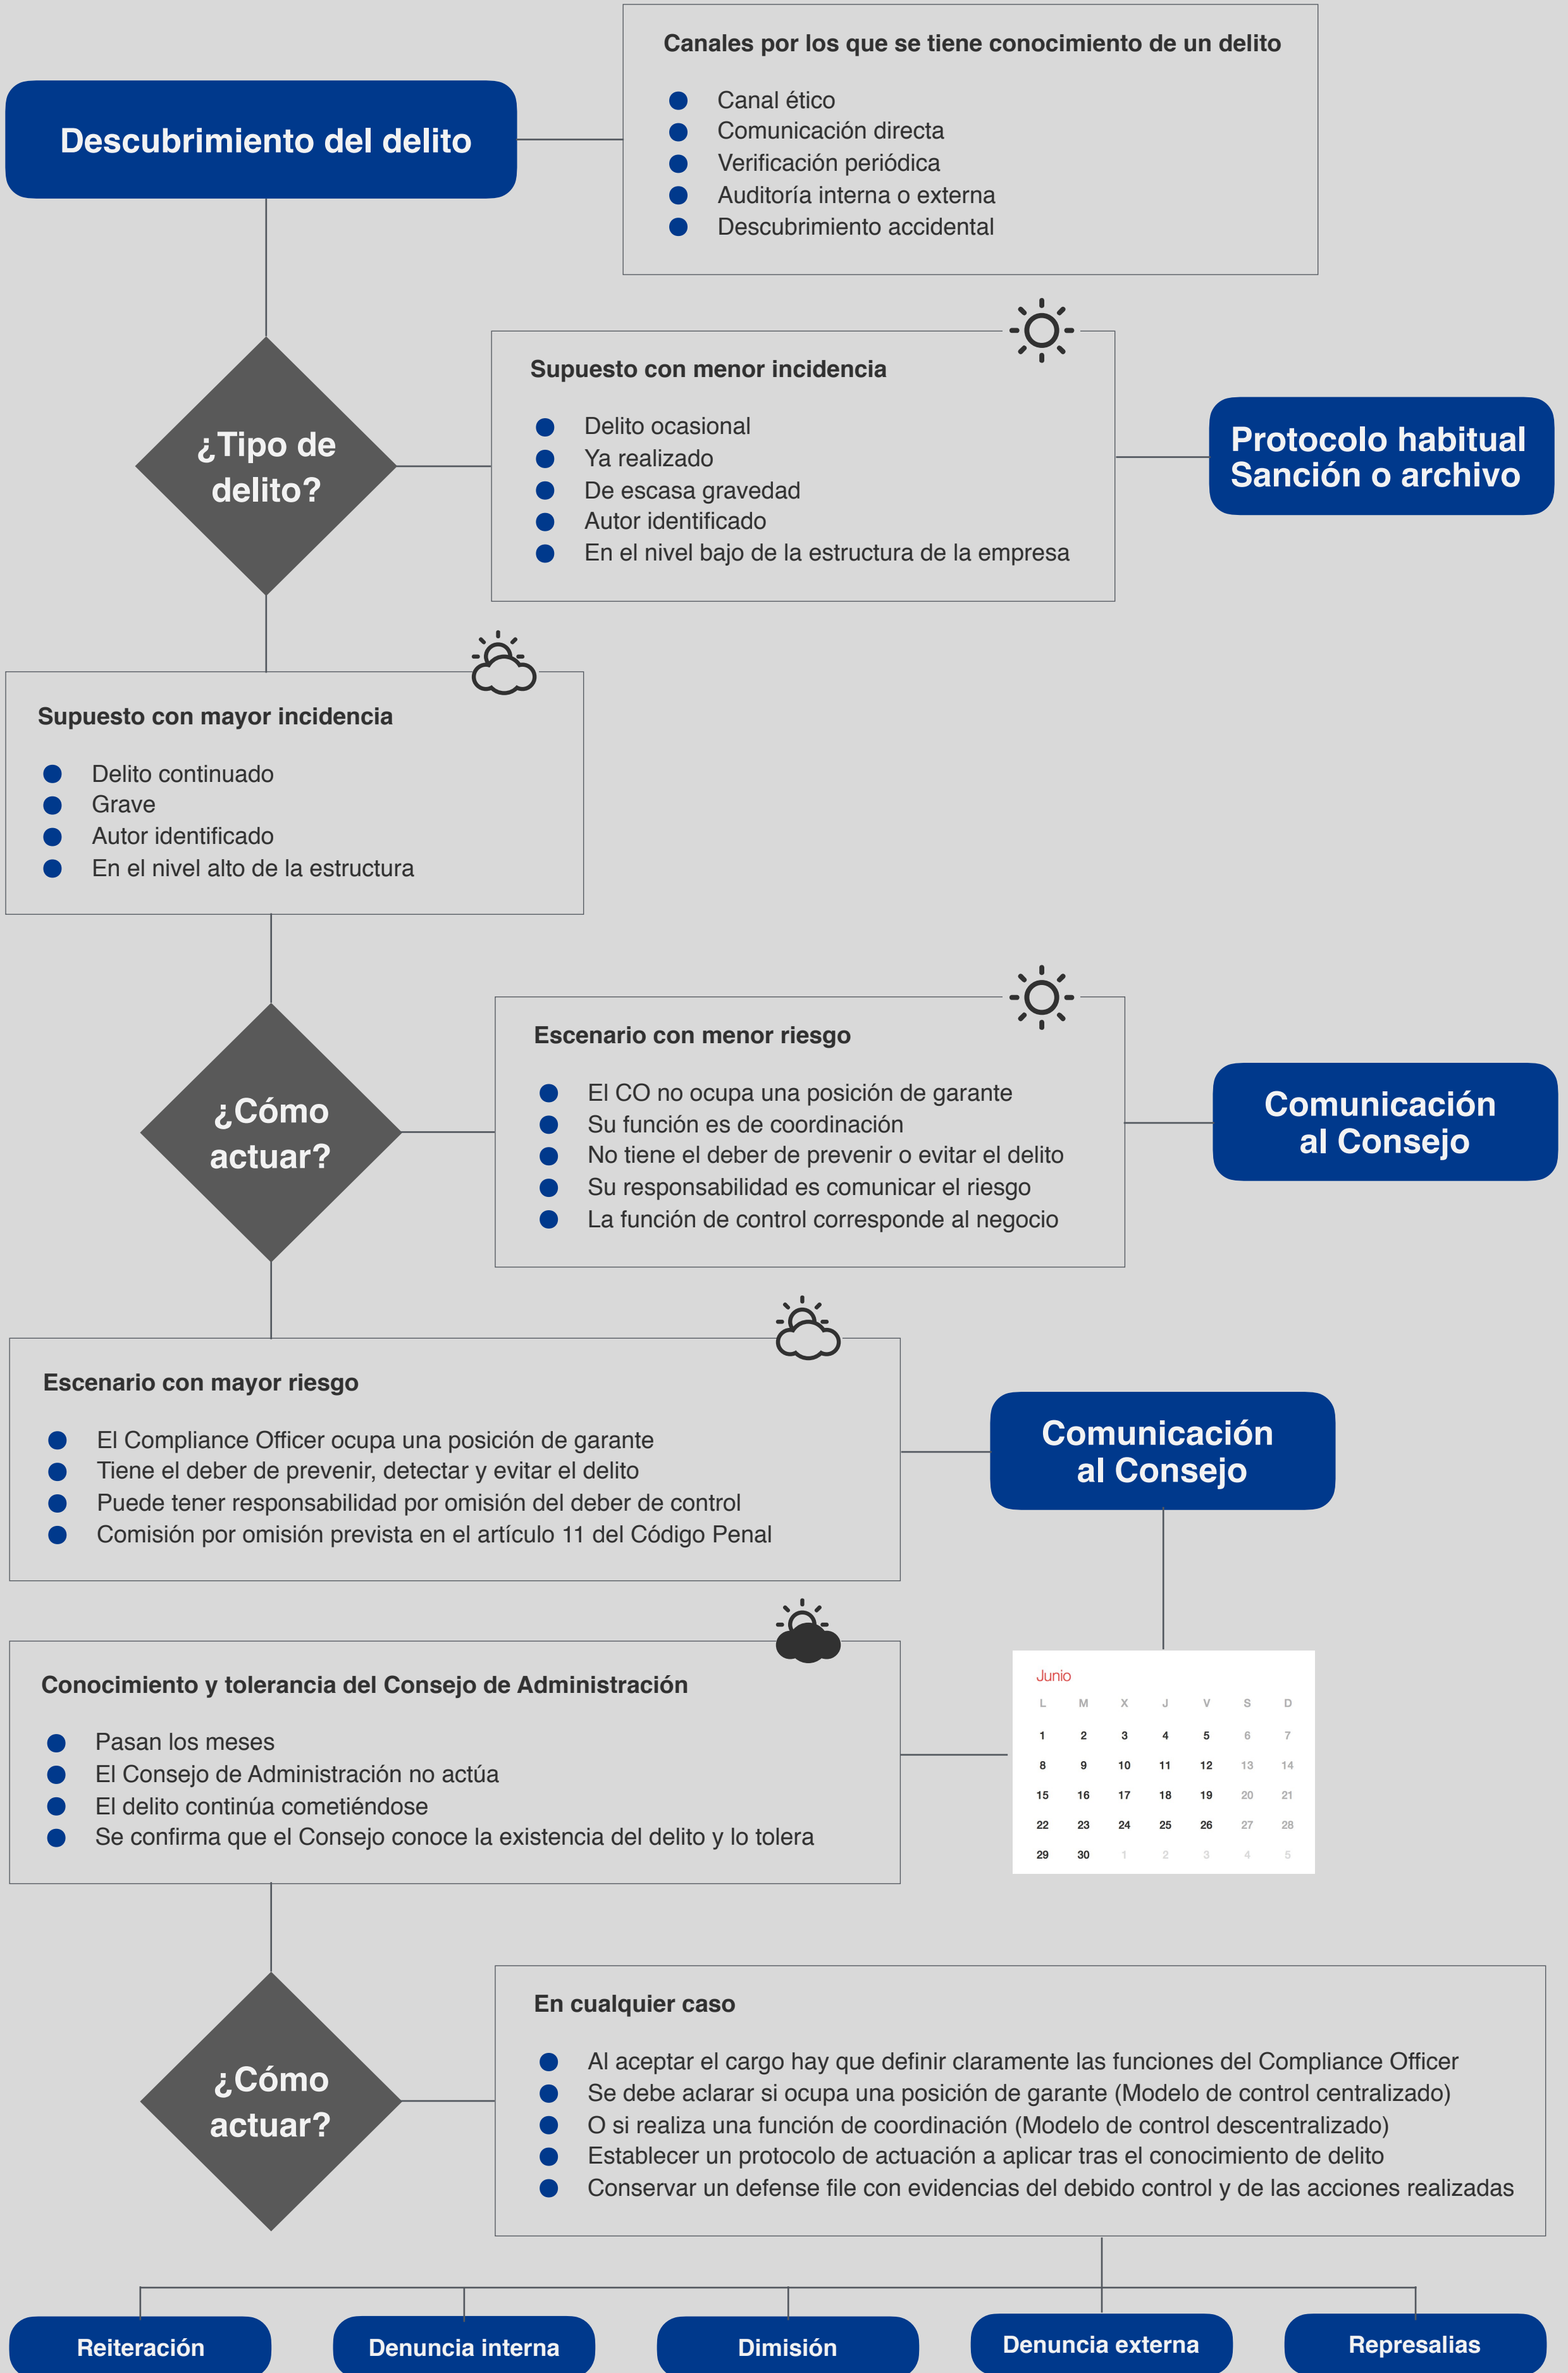 Canales por los que se tiene conocimiento de un delito
Descubrimiento del delito
Canal ético
Comunicación directa
Verificación periódica
Auditoría interna o externa
Descubrimiento accidental
¿Tipo de
delito?
Supuesto con menor incidencia
Delito ocasional
Ya realizado
De escasa gravedad
Autor identificado
En el nivel bajo de la estructura de la empresa
Protocolo habitual
Sanción o archivo
Supuesto con mayor incidencia
Delito continuado
Grave
Autor identificado
En el nivel alto de la estructura
¿Cómo
actuar?
Escenario con menor riesgo
El CO no ocupa una posición de garante
Su función es de coordinación
No tiene el deber de prevenir o evitar el delito
Su responsabilidad es comunicar el riesgo
La función de control corresponde al negocio
Comunicación
al Consejo
Escenario con mayor riesgo
El Compliance Officer ocupa una posición de garante
Tiene el deber de prevenir, detectar y evitar el delito
Puede tener responsabilidad por omisión del deber de control
Comisión por omisión prevista en el artículo 11 del Código Penal
Comunicación
al Consejo
Conocimiento y tolerancia del Consejo de Administración
Pasan los meses
El Consejo de Administración no actúa
El delito continúa cometiéndose
Se confirma que el Consejo conoce la existencia del delito y lo tolera
Junio
L M X J V S D
1 2 3 4 5 6 7
8 9 10 11 12 13 14
15 16 17 18 19 20 21
22 23 24 25 26 27 28
29 30 1 2 3 4 5
¿Cómo
actuar?
En cualquier caso
Al aceptar el cargo hay que definir claramente las funciones del Compliance Officer
Se debe aclarar si ocupa una posición de garante (Modelo de control centralizado)
O si realiza una función de coordinación (Modelo de control descentralizado)
Establecer un protocolo de actuación a aplicar tras el conocimiento de delito
Conservar un defense file con evidencias del debido control y de las acciones realizadas
Reiteración
Denuncia interna
Dimisión
Denuncia externa
Represalias